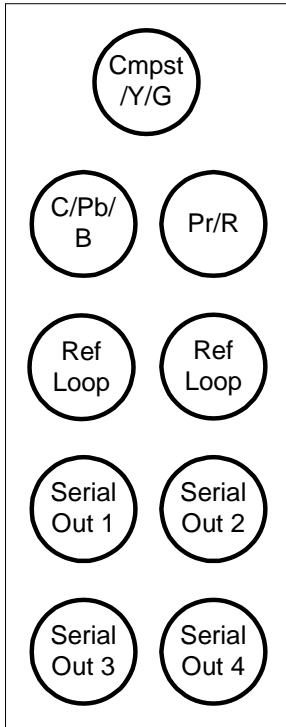 Cmpst
/Y/G
C/Pb/
B
Pr/R
Ref
Loop
Ref
Loop
Serial
Out 1
Serial
Out 2
Serial
Out 3
Serial
Out 4